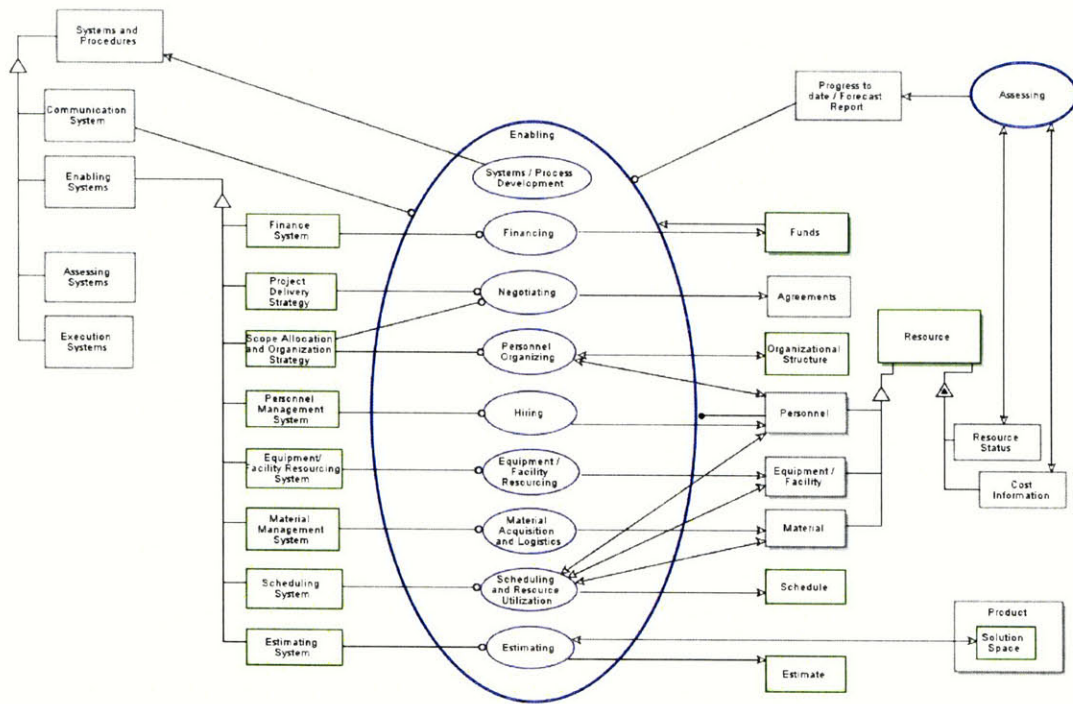 Systems and
Procedures
Communication
System
Enabling
Systems
Assessing
Systems
Execution
Systems
Finance
System
Project
Delivery
Strategy
Scope Allocation
and Organization
Strategy
Personnel
Management
System
Equipment/
Facility Resourcing
System
Material
Management
System
Scheduling
System
Estimating
System
Enabling
Systems / Process
Development
Financing
Negotiating
Personnel
Organizing
Hiring
Equipment /
Facility
Resourcing
Material
Acquisition
and Logistics
Scheduling
and Resource
Utilization
Estimating
Progress to
date / Forecast
Report
Assessing
Funds
Agreements
Organizational
Structure
Personnel
Equipment /
Facility
Material
Schedule
Estimate
Resource
Resource
Status
Cost
Information
Product
Solution
Space